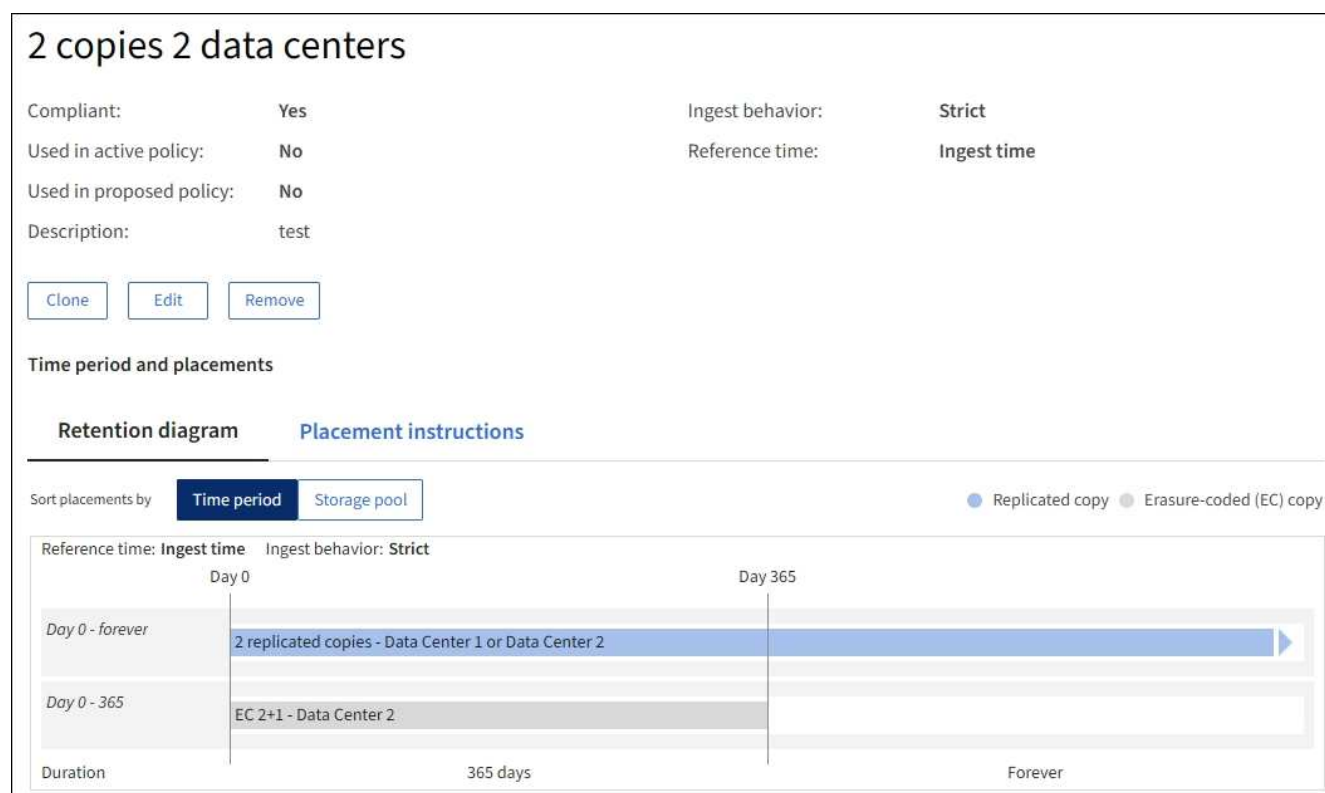 2 copies 2 data centers
Compliant: Yes Ingest behavior: Strict
Used in active policy: No Reference time: Ingest time
Used in proposed policy: No
Description: test
Clone Edit Remove
Time period and placements
Retention diagram Placement instructions
Sort placements by Time period Storage pool Replicated copy Erasure-coded (EC) copy
Reference time: Ingest time Ingest behavior: Strict
Day 0 Day 365
Day 0 - forever
2 replicated copies - Data Center 1 or Data Center 2
Day 0 - 365
EC 2+1 - Data Center 2
Duration 365 days Forever